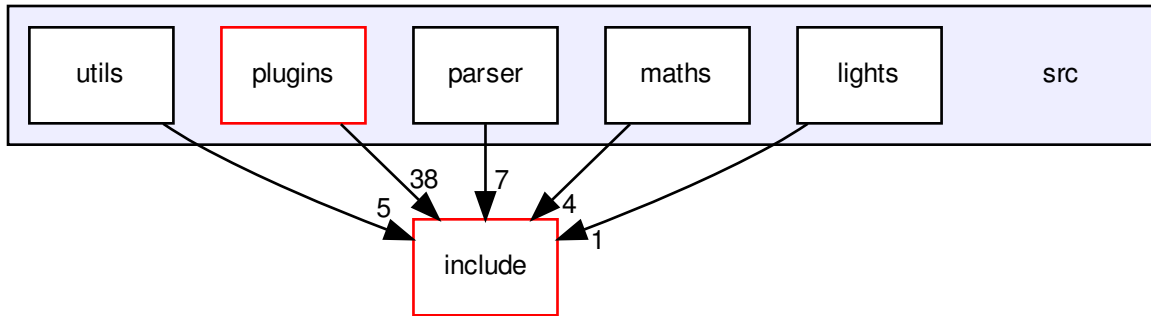 utils
plugins
parser
maths
lights
src
5
38
7
4
1
include